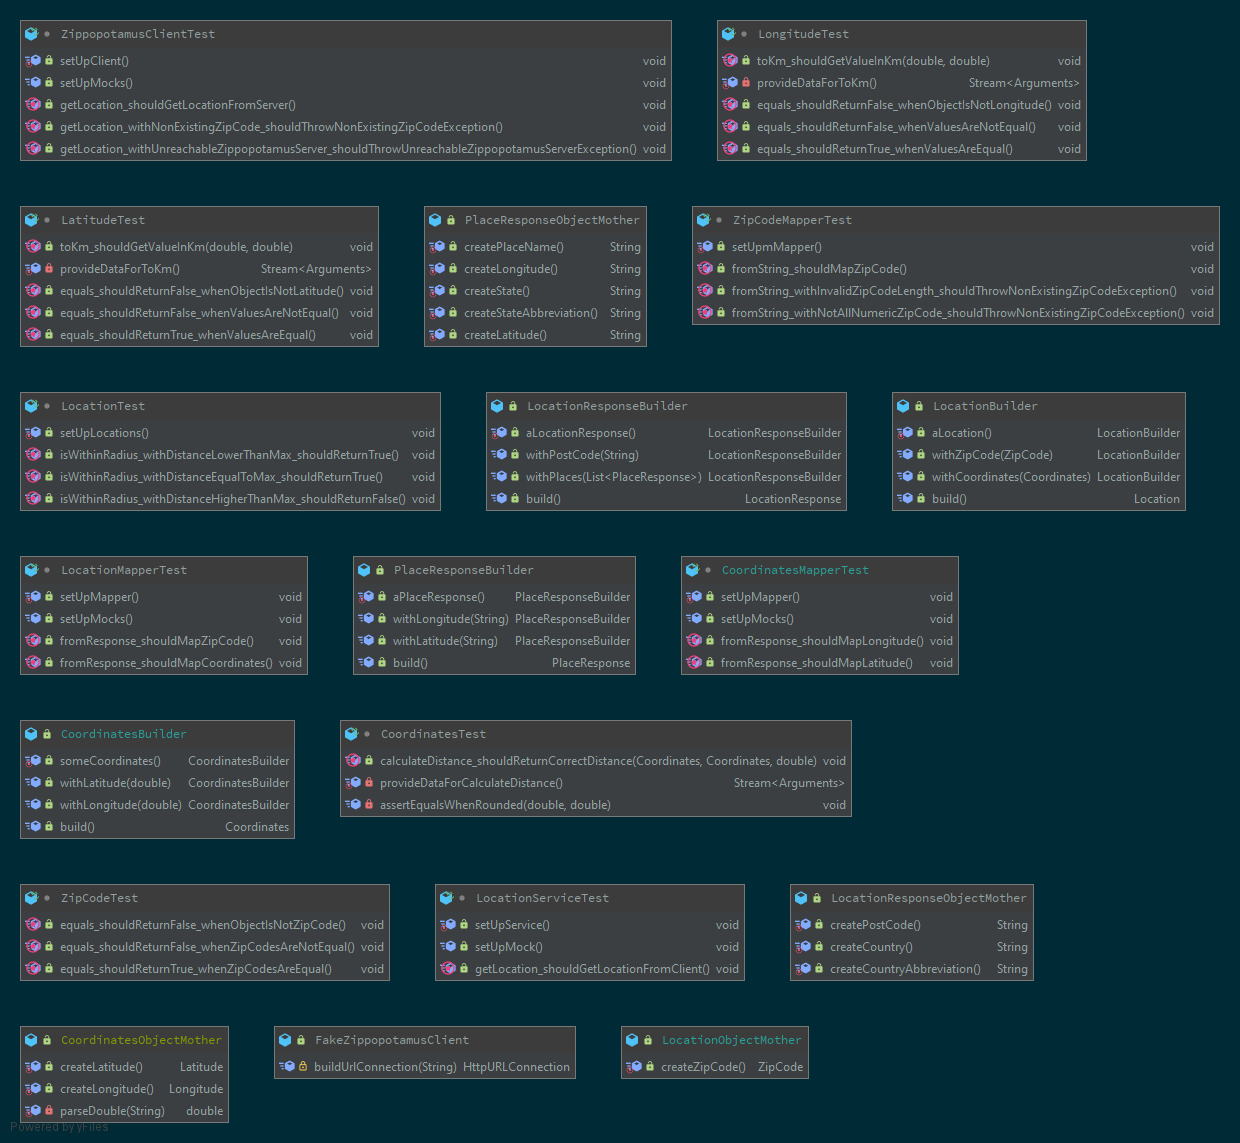 ZippopotamusClientTest
setUpClient() void
setUpMocks() void
getLocation_shouldGetLocationFromServer() void
getLocation_withNonExistingZipCode_shouldThrowNonExistingZipCodeException() void
getLocation_withUnreachableZippopotamusServer_shouldThrowUnreachableZippopotamusServerException() void
LongitudeTest
toKm_shouldGetValueInKm(double, double) void
provideDataForToKm() Stream<Arguments>
equals_shouldReturnFalse_whenObjectIsNotLongitude() void
equals_shouldReturnFalse_whenValuesAreNotEqual() void
equals_shouldReturnTrue_whenValuesAreEqual() void
LatitudeTest
toKm_shouldGetValueInKm(double, double) void
provideDataForToKm() Stream<Arguments>
equals_shouldReturnFalse_whenObjectIsNotLatitude() void
equals_shouldReturnFalse_whenValuesAreNotEqual() void
equals_shouldReturnTrue_whenValuesAreEqual() void
PlaceResponseObjectMother
createPlaceName() String
createLongitude() String
createState() String
createStateAbbreviation() String
createLatitude() String
ZipCodeMapperTest
setUpmMapper() void
fromString_shouldMapZipCode() void
fromString_withInvalidZipCodeLength_shouldThrowNonExistingZipCodeException() void
fromString_withNotAllNumericZipCode_shouldThrowNonExistingZipCodeException() void
LocationTest
setUpLocations() void
isWithinRadius_withDistanceLowerThanMax_shouldReturnTrue() void
isWithinRadius_withDistanceEqualToMax_shouldReturnTrue() void
isWithinRadius_withDistanceHigherThanMax_shouldReturnFalse() void
LocationResponseBuilder
aLocationResponse() LocationResponseBuilder
withPostCode(String) LocationResponseBuilder
withPlaces(List<PlaceResponse>) LocationResponseBuilder
build() LocationResponse
LocationBuilder
aLocation() LocationBuilder
withZipCode(ZipCode) LocationBuilder
withCoordinates(Coordinates) LocationBuilder
build() Location
LocationMapperTest
setUpMapper() void
setUpMocks() void
fromResponse_shouldMapZipCode() void
fromResponse_shouldMapCoordinates() void
PlaceResponseBuilder
aPlaceResponse() PlaceResponseBuilder
withLongitude(String) PlaceResponseBuilder
withLatitude(String) PlaceResponseBuilder
build() PlaceResponse
CoordinatesMapperTest
setUpMapper() void
setUpMocks() void
fromResponse_shouldMapLongitude() void
fromResponse_shouldMapLatitude() void
CoordinatesBuilder
someCoordinates() CoordinatesBuilder
withLatitude(double) CoordinatesBuilder
withLongitude(double) CoordinatesBuilder
build() Coordinates
CoordinatesTest
calculateDistance_shouldReturnCorrectDistance(Coordinates, Coordinates, double) void
provideDataForCalculateDistance() Stream<Arguments>
assertEqualsWhenRounded(double, double) void
ZipCodeTest
equals_shouldReturnFalse_whenObjectIsNotZipCode() void
equals_shouldReturnFalse_whenZipCodesAreNotEqual() void
equals_shouldReturnTrue_whenZipCodesAreEqual() void
LocationServiceTest
setUpService() void
setUpMock() void
getLocation_shouldGetLocationFromClient() void
LocationResponseObjectMother
createPostCode() String
createCountry() String
createCountryAbbreviation() String
CoordinatesObjectMother
createLatitude() Latitude
createLongitude() Longitude
parseDouble(String) double
FakeZippopotamusClient
buildUrlConnection(String) HttpURLConnection
LocationObjectMother
createZipCode() ZipCode
Powered by yFiles